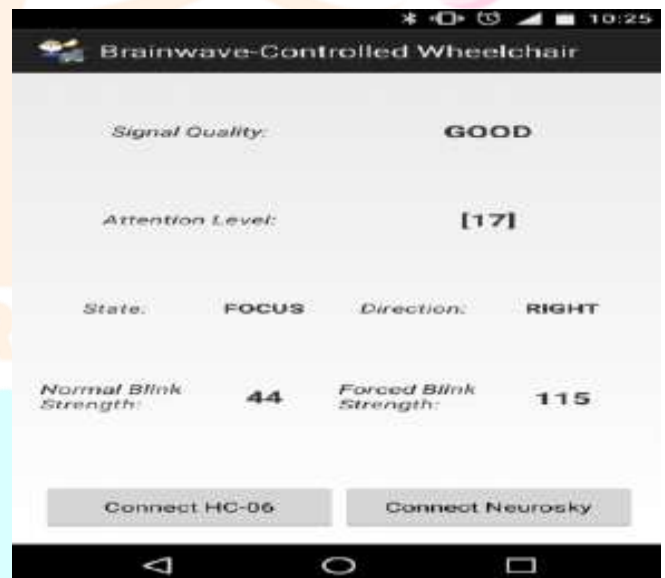 10:25
Brainwave-Controlled Wheelchair
Signal Quality: GOOD
Attention Level: [17]
State: FOCUS Direction: RIGHT
Normal Blink Strength: 44 Forced Blink Strength: 115
Connect HC-06 Connect Neurosky